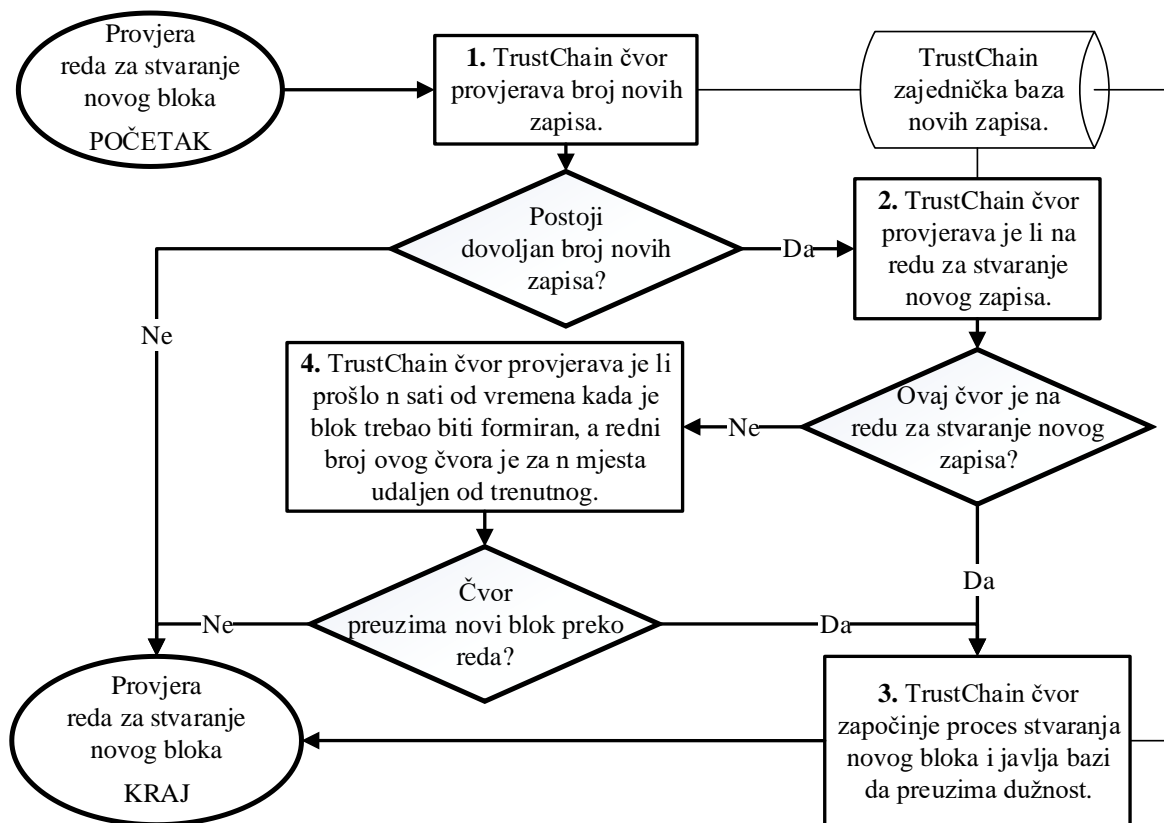 Provjera
reda za stvaranje
novog bloka
POČETAK
1. TrustChain čvor
provjerava broj novih
zapisa.
TrustChain
zajednička baza
novih zapisa.
Postoji
dovoljan broj novih
zapisa?
Da
Ne
2. TrustChain čvor
provjerava je li na
redu za stvaranje
novog zapisa.
Ovaj čvor je na
redu za stvaranje novog
zapisa?
Ne
Da
4. TrustChain čvor provjerava je li
prošlo n sati od vremena kada je
blok trebao biti formiran, a redni
broj ovog čvora je za n mjesta
udaljen od trenutnog.
Čvor
preuzima novi blok preko
reda?
Ne
Da
3. TrustChain čvor
započinje proces stvaranja
novog bloka i javlja bazi
da preuzima dužnost.
Provjera
reda za stvaranje
novog bloka
KRAJ